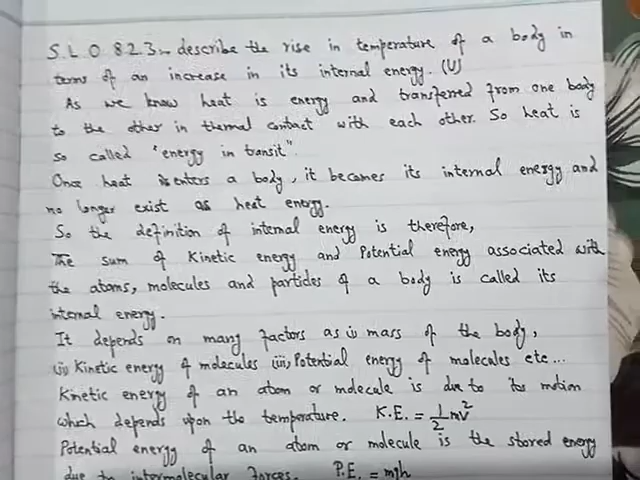 S.L.O 8.2.3 :- describe the rise in temperature of a body in
terms of an increase in its internal energy. (U)
As we know heat is energy and transferred from one body
to the other in thermal contact with each other. So heat is
so called "energy in transit".
Once heat enters a body, it becomes its internal energy and
no longer exist as heat energy.
So the definition of internal energy is therefore,
The sum of Kinetic energy and Potential energy associated with
the atoms, molecules and particles of a body is called its
internal energy.
It depends on many factors as (i) mass of the body,
(ii) Kinetic energy of molecules (iii) Potential energy of molecules etc...
Kinetic energy of an atom or molecule is due to its motion
which depends upon the temperature. K.E. = 1/2 mv²
Potential energy of an atom or molecule is the stored energy
due to intermolecular forces. P.E. = mgh